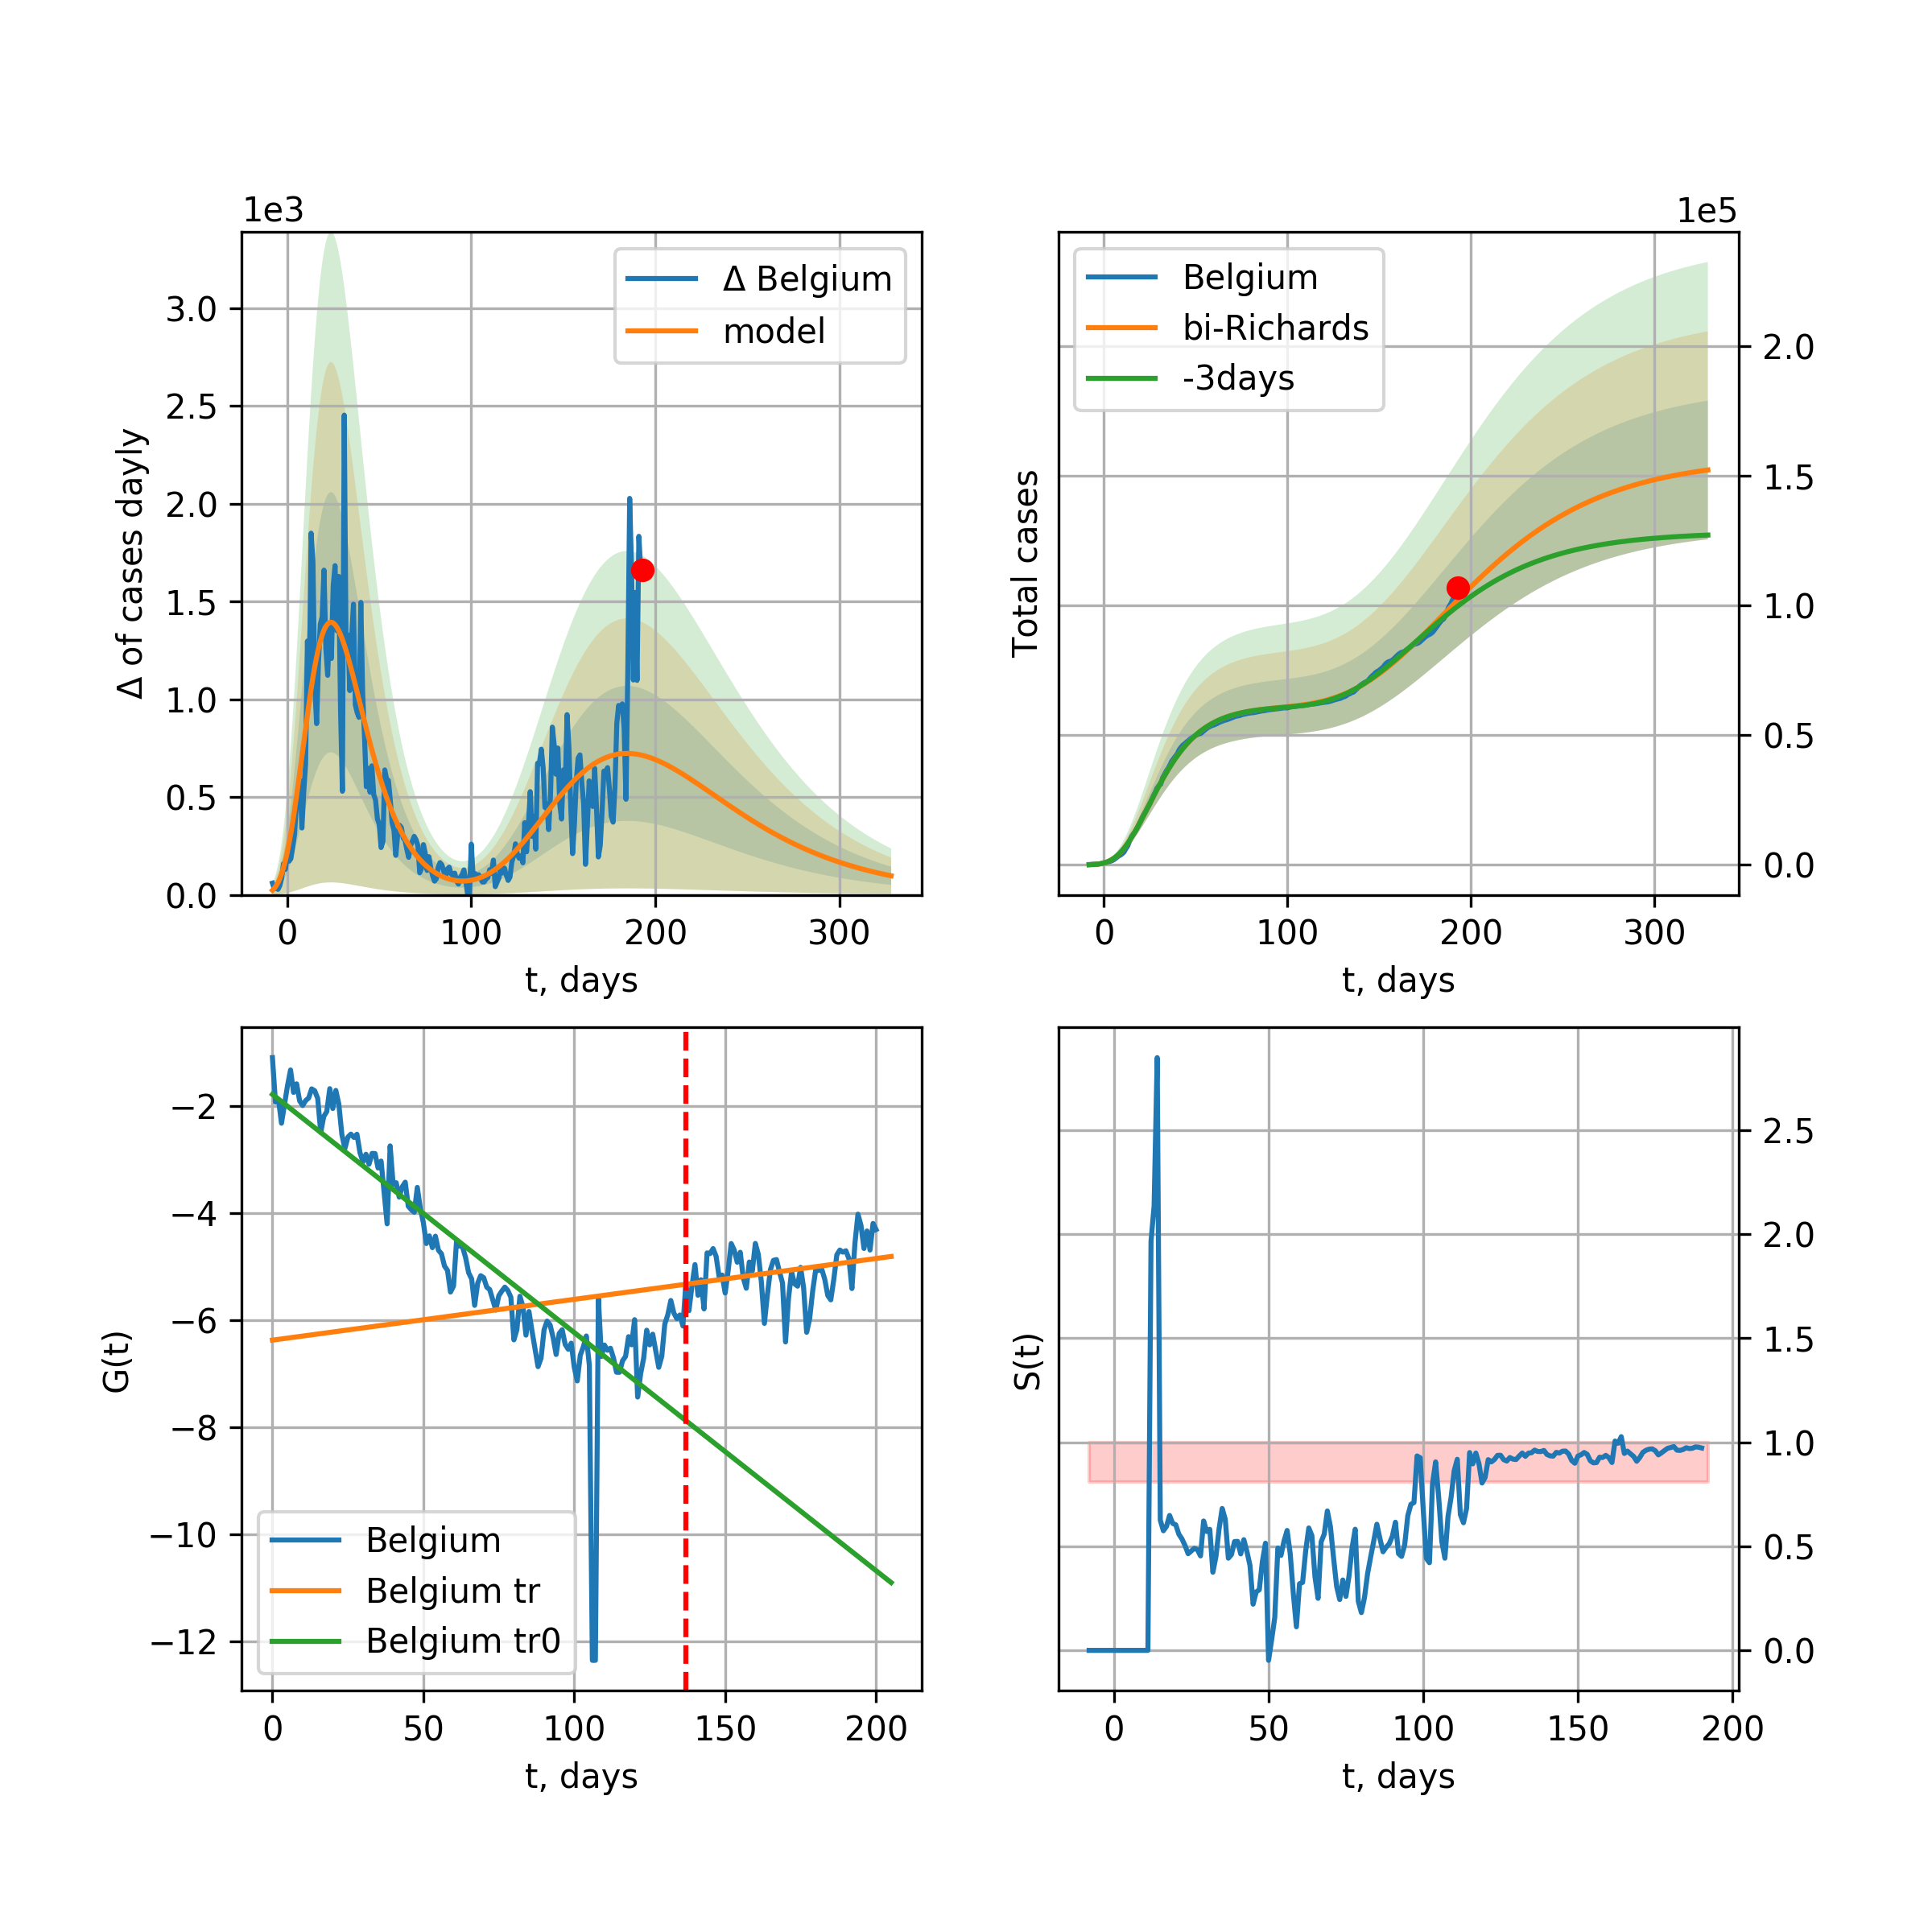 1e3
Δ Belgium
model
3.0
2.5
2.0
1.5
1.0
0.5
0.0
Δ of cases dayly
0 100 200 300
t, days
1e5
Belgium
bi-Richards
-3days
2.0
1.5
1.0
0.5
0.0
Total cases
0 100 200 300
t, days
−2
−4
−6
−8
−10
−12
G(t)
Belgium
Belgium tr
Belgium tr0
0 50 100 150 200
t, days
2.5
2.0
1.5
1.0
0.5
0.0
S(t)
0 50 100 150 200
t, days